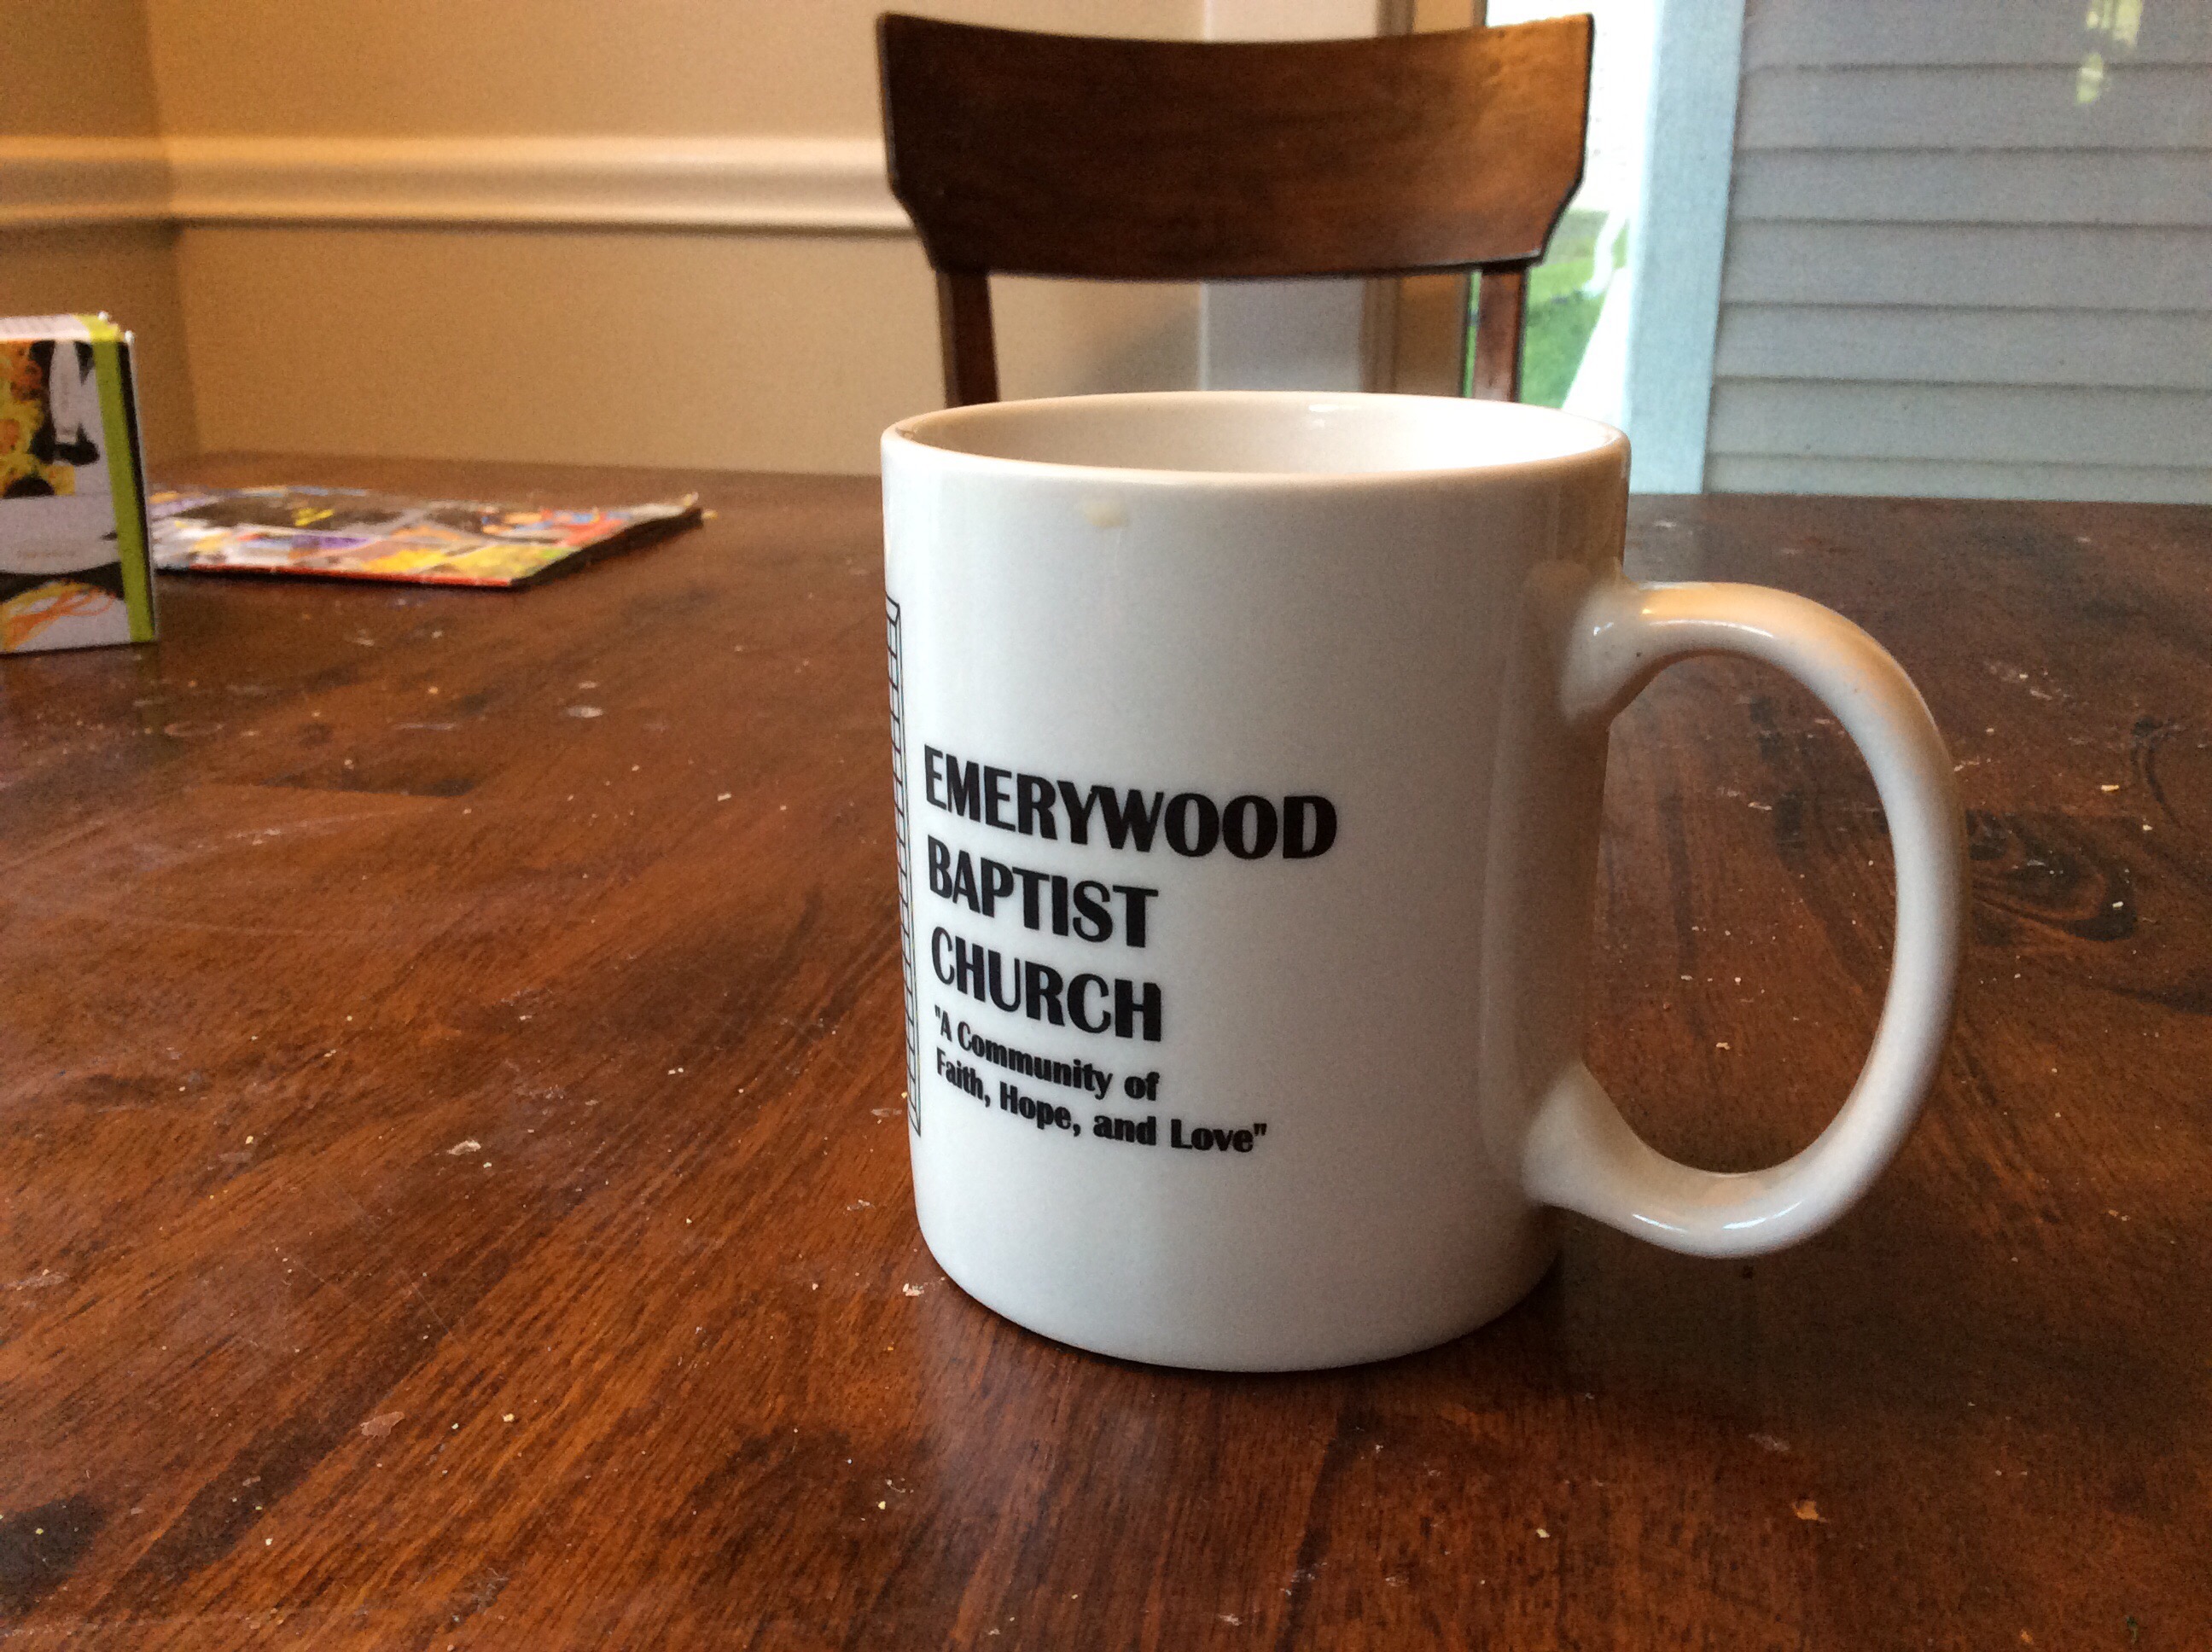 EMERYWOOD
BAPTIST
CHURCH
"A Community of
Faith, Hope, and Love"